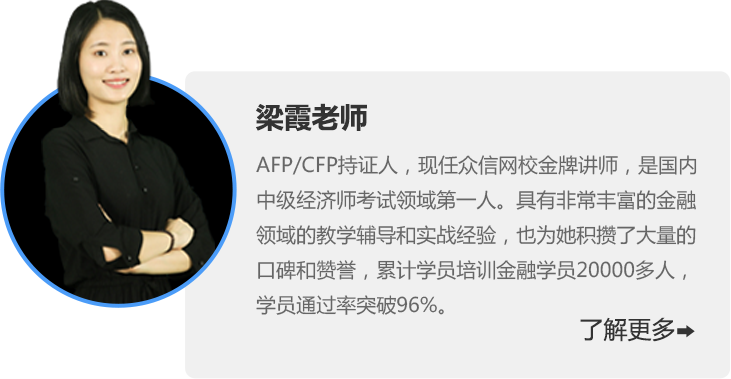 梁霞老师
AFP/CFP持证人，现任众信网校金牌讲师，是国内
中级经济师考试领域第一人。具有非常丰富的金融
领域的教学辅导和实战经验，也为她积攒了大量的
口碑和赞誉，累计学员培训金融学员20000多人，
学员通过率突破96%。
了解更多➡